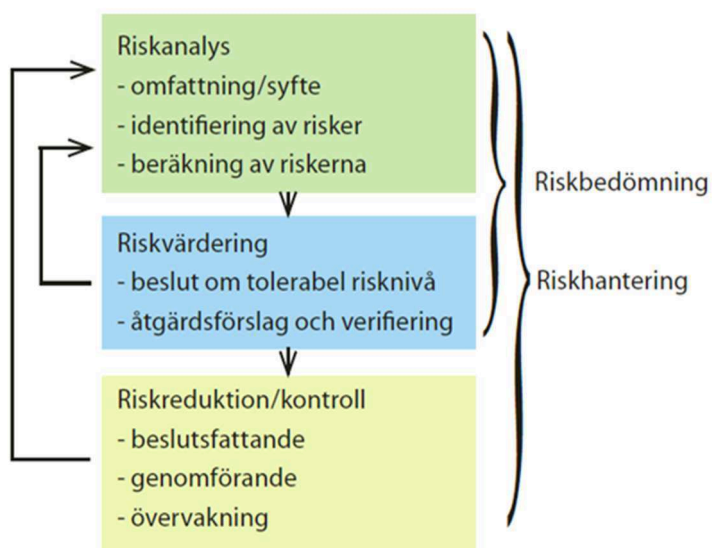 Riskanalys
- omfattning/syfte
- identifiering av risker
- beräkning av riskerna
Riskbedömning
Riskvärdering
- beslut om tolerabel risknivå
- åtgärdsförslag och verifiering
Riskhantering
Riskreduktion/kontroll
- beslutsfattande
- genomförande
- övervakning